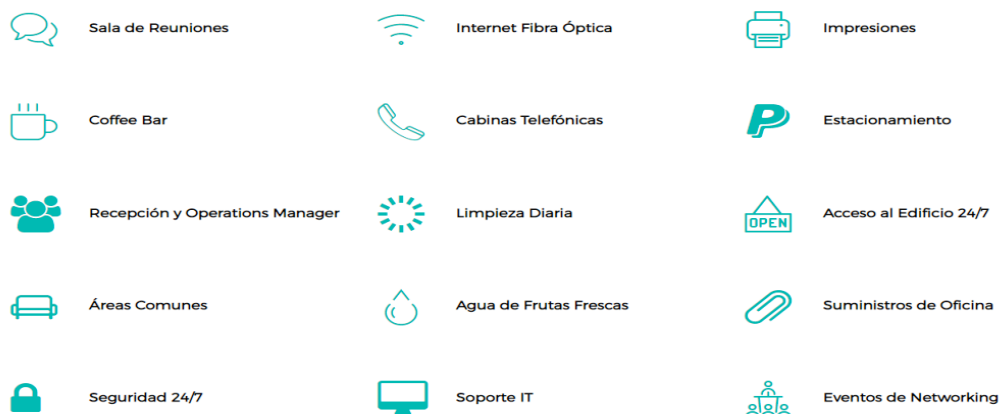 Sala de Reuniones
Internet Fibra Óptica
Impresiones
Coffee Bar
Cabinas Telefónicas
Estacionamiento
Recepción y Operations Manager
Limpieza Diaria
OPEN
Acceso al Edificio 24/7
Áreas Comunes
Agua de Frutas Frescas
Suministros de Oficina
Seguridad 24/7
Soporte IT
Eventos de Networking